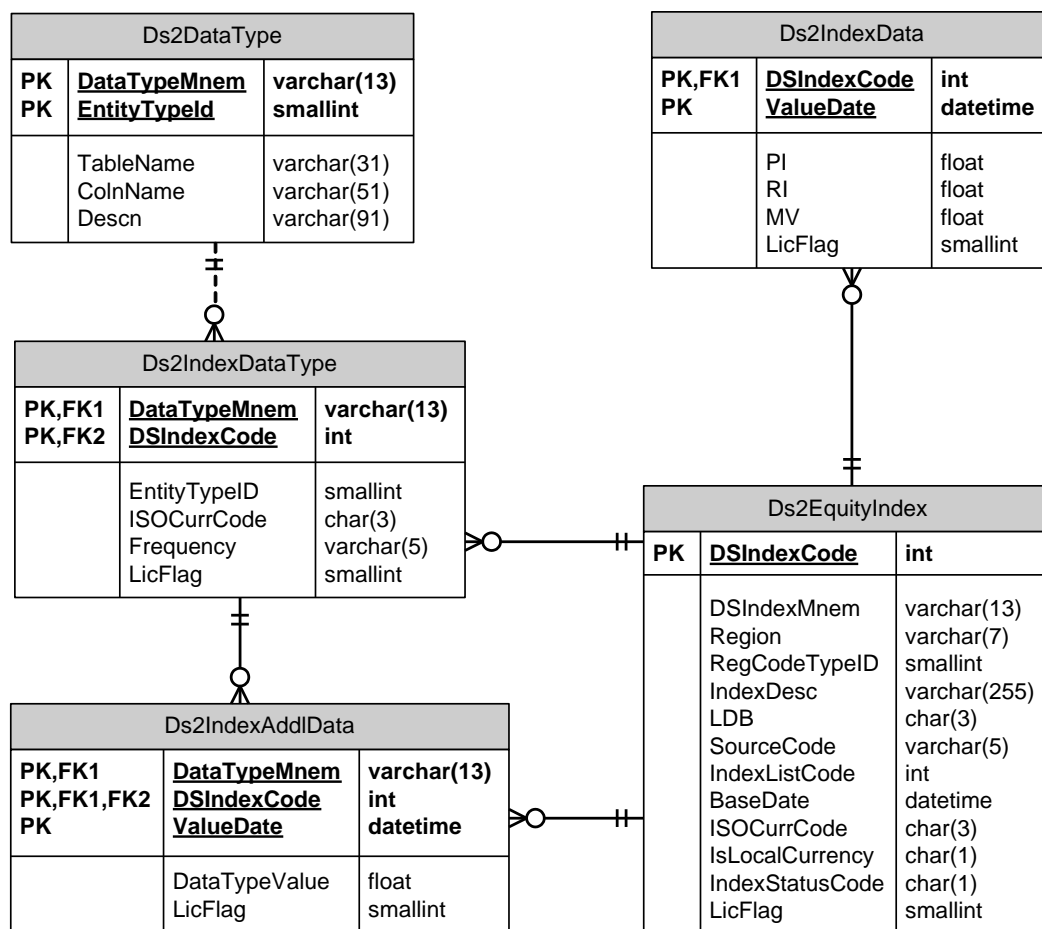 Ds2DataType
PK DataTypeMnem varchar(13)
PK EntityTypeId smallint
TableName varchar(31)
ColnName varchar(51)
Descn varchar(91)
Ds2IndexData
PK,FK1 DSIndexCode int
PK ValueDate datetime
PI float
RI float
MV float
LicFlag smallint
Ds2IndexDataType
PK,FK1 DataTypeMnem varchar(13)
PK,FK2 DSIndexCode int
EntityTypeID smallint
ISOCurrCode char(3)
Frequency varchar(5)
LicFlag smallint
Ds2EquityIndex
PK DSIndexCode int
DSIndexMnem varchar(13)
Region varchar(7)
RegCodeTypeID smallint
IndexDesc varchar(255)
LDB char(3)
SourceCode varchar(5)
IndexListCode int
BaseDate datetime
ISOCurrCode char(3)
IsLocalCurrency char(1)
IndexStatusCode char(1)
LicFlag smallint
Ds2IndexAddlData
PK,FK1 DataTypeMnem varchar(13)
PK,FK1,FK2 DSIndexCode int
PK ValueDate datetime
DataTypeValue float
LicFlag smallint